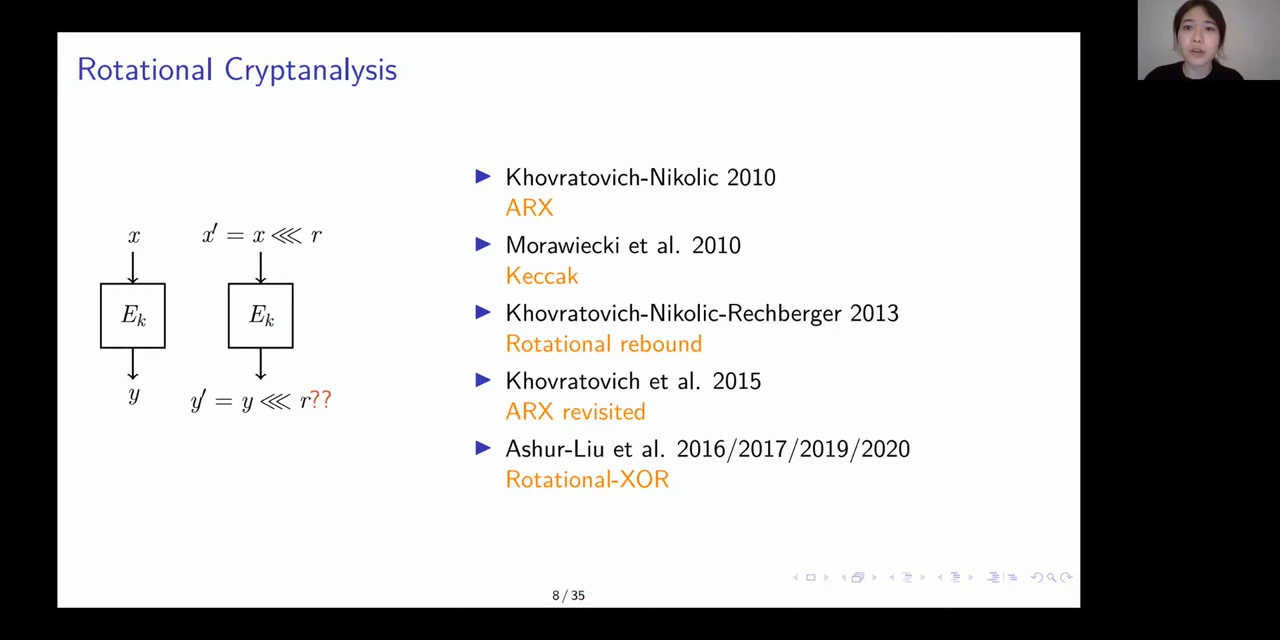 Rotational Cryptanalysis
x x′ = x ⋘ r
E_k E_k
y y′ = y ⋘ r??
▶ Khovratovich-Nikolic 2010
ARX
▶ Morawiecki et al. 2010
Keccak
▶ Khovratovich-Nikolic-Rechberger 2013
Rotational rebound
▶ Khovratovich et al. 2015
ARX revisited
▶ Ashur-Liu et al. 2016/2017/2019/2020
Rotational-XOR
8 / 35